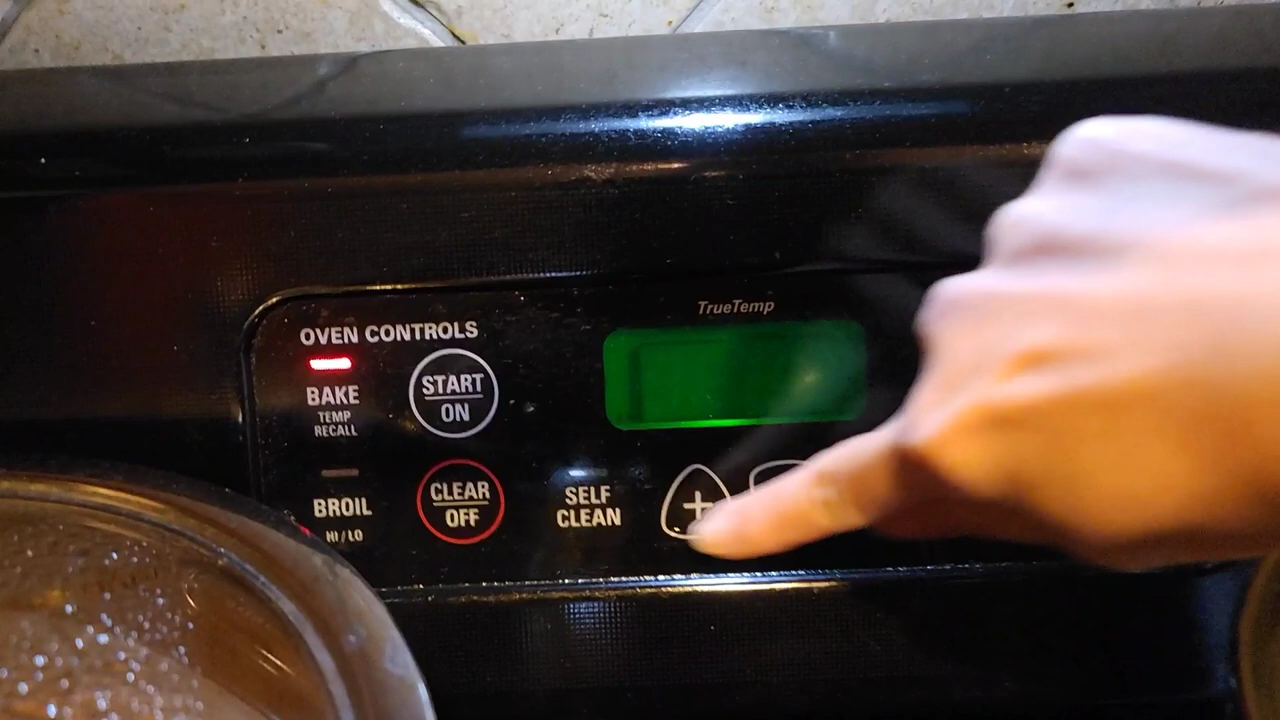 TrueTemp
OVEN CONTROLS
BAKE
TEMP
RECALL
START
ON
BROIL
HI / LO
CLEAR
OFF
SELF
CLEAN
+